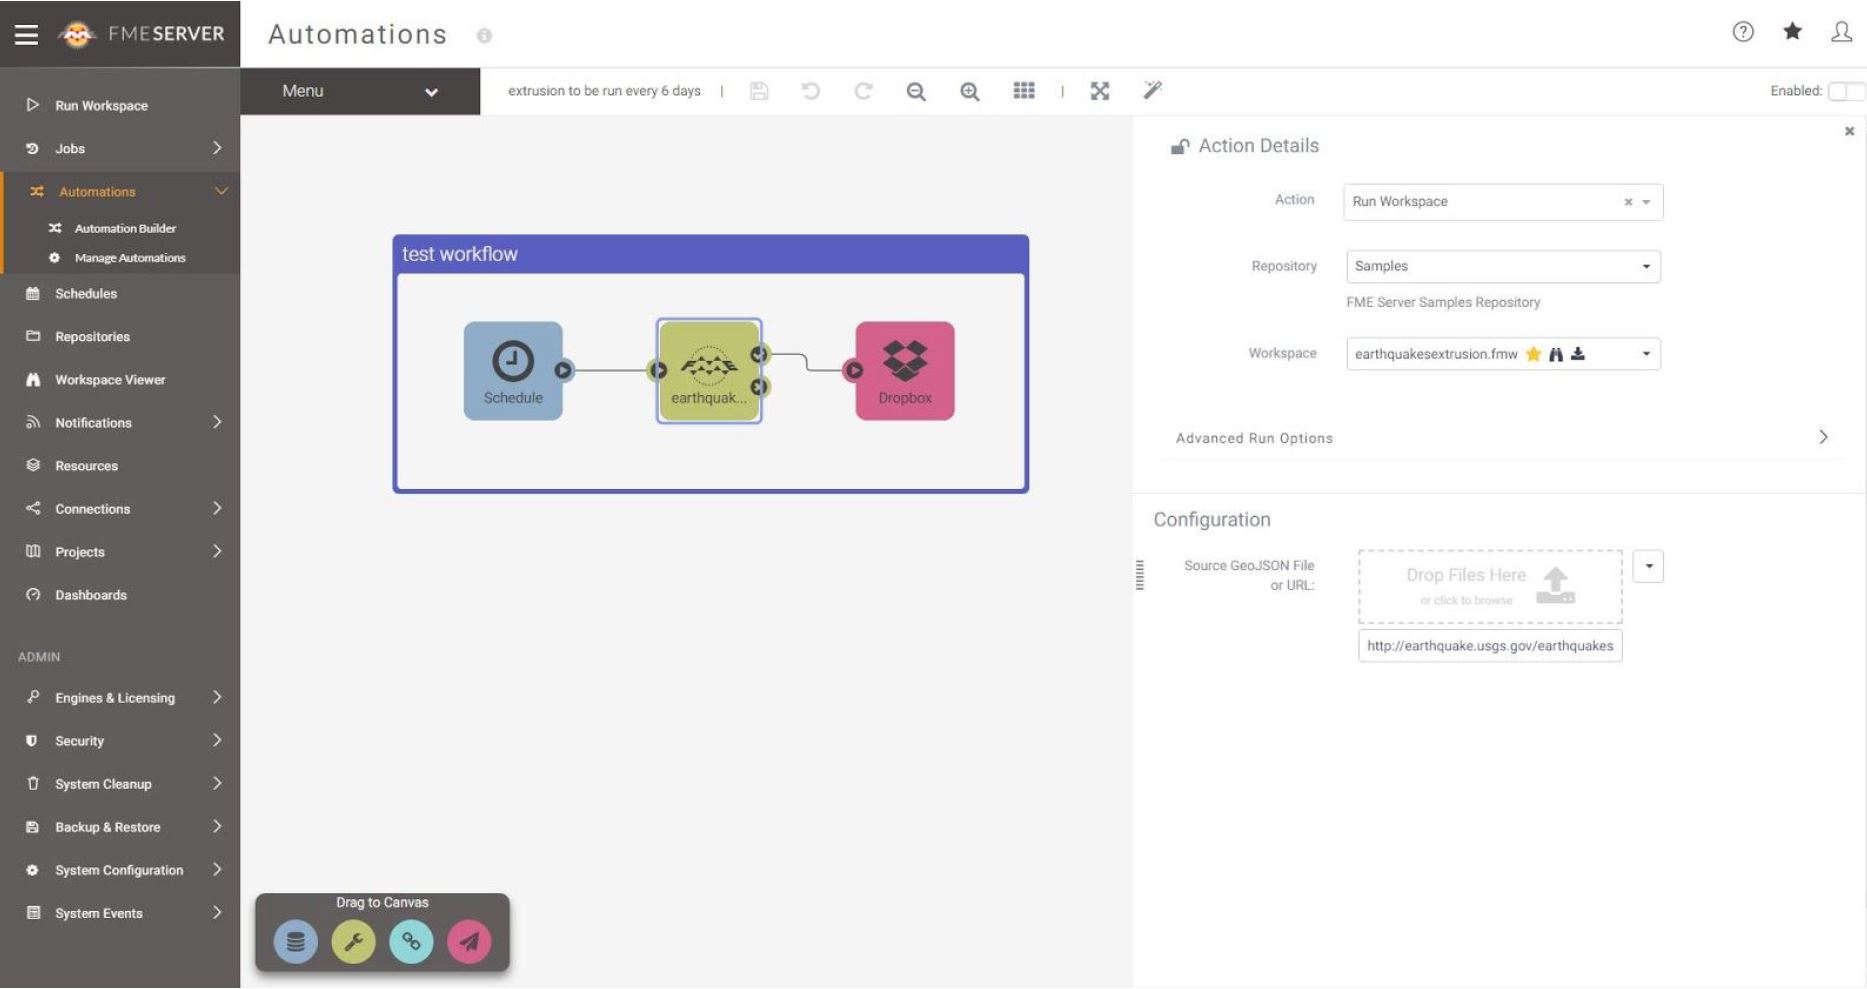 FMESERVER
Automations
Menu
extrusion to be run every 6 days
Enabled:
Run Workspace
Jobs
Automations
Automation Builder
Manage Automations
Schedules
Repositories
Workspace Viewer
Notifications
Resources
Connections
Projects
Dashboards
ADMIN
Engines & Licensing
Security
System Cleanup
Backup & Restore
System Configuration
System Events
test workflow
Schedule
earthquak...
Dropbox
Drag to Canvas
Action Details
Action
Run Workspace
Repository
Samples
FME Server Samples Repository
Workspace
earthquakesextrusion.fmw
Advanced Run Options
Configuration
Source GeoJSON File
or URL:
Drop Files Here
or click to browse
http://earthquake.usgs.gov/earthquakes